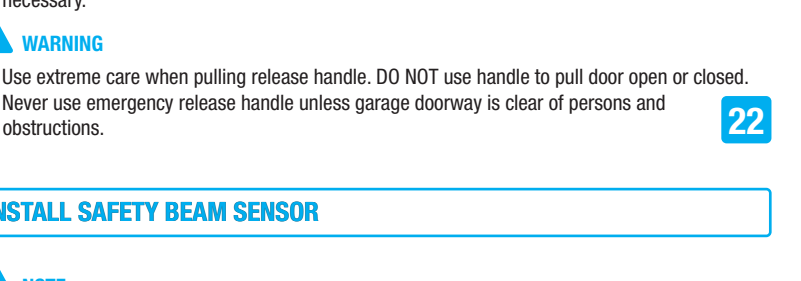 necessary.
WARNING
Use extreme care when pulling release handle. DO NOT use handle to pull door open or closed.
Never use emergency release handle unless garage doorway is clear of persons and
obstructions.
22
NSTALL SAFETY BEAM SENSOR
NOTE